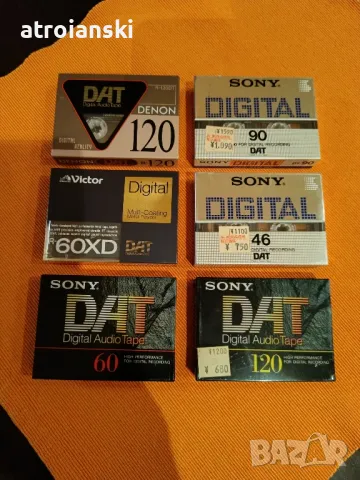 atroianski
DAT
Digital Audio Tape
DENON
DIGITAL
120
SONY
DIGITAL
¥1,090
90
FOR DIGITAL RECORDING
DAT
Victor
Digital
60XD
DAT
SONY
DIGITAL
46
¥ 750
DIGITAL RECORDING
DAT
SONY
DAT
Digital Audio Tape
60
HIGH PERFORMANCE
FOR DIGITAL RECORDING
SONY
DAT
Digital Audio Tape
120
HIGH PERFORMANCE
FOR DIGITAL RECORDING
¥ 680
BAZAR